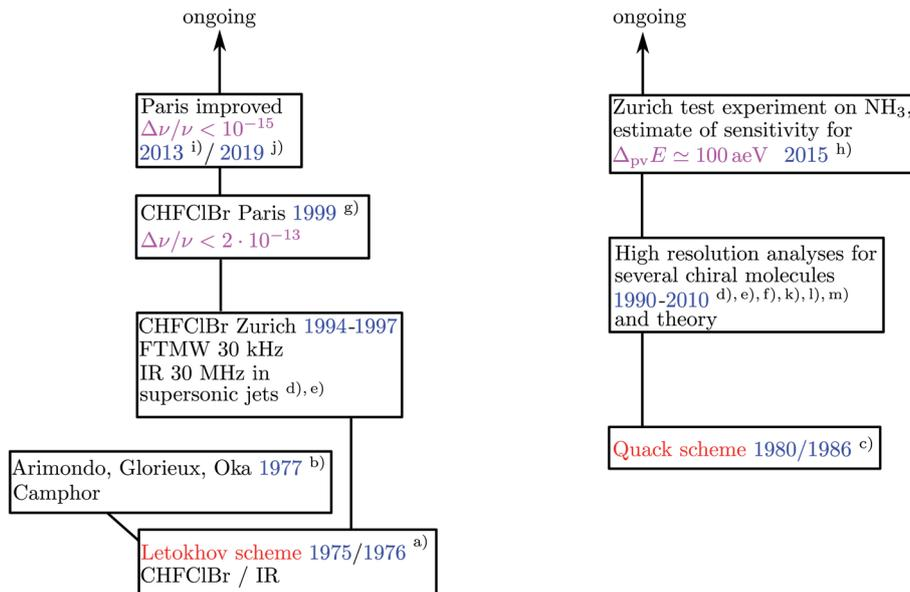 ongoing
Paris improved
Δν/ν < 10⁻¹⁵
2013 i)/ 2019 j)
CHFClBr Paris 1999 g)
Δν/ν < 2 · 10⁻¹³
CHFClBr Zurich 1994-1997
FTMW 30 kHz
IR 30 MHz in
supersonic jets d), e)
Arimondo, Glorieux, Oka 1977 b)
Camphor
Letokhov scheme 1975/1976 a)
CHFClBr / IR
ongoing
Zurich test experiment on NH₃,
estimate of sensitivity for
ΔpvE ≃ 100 aeV 2015 h)
High resolution analyses for
several chiral molecules
1990-2010 d), e), f), k), l), m)
and theory
Quack scheme 1980/1986 c)